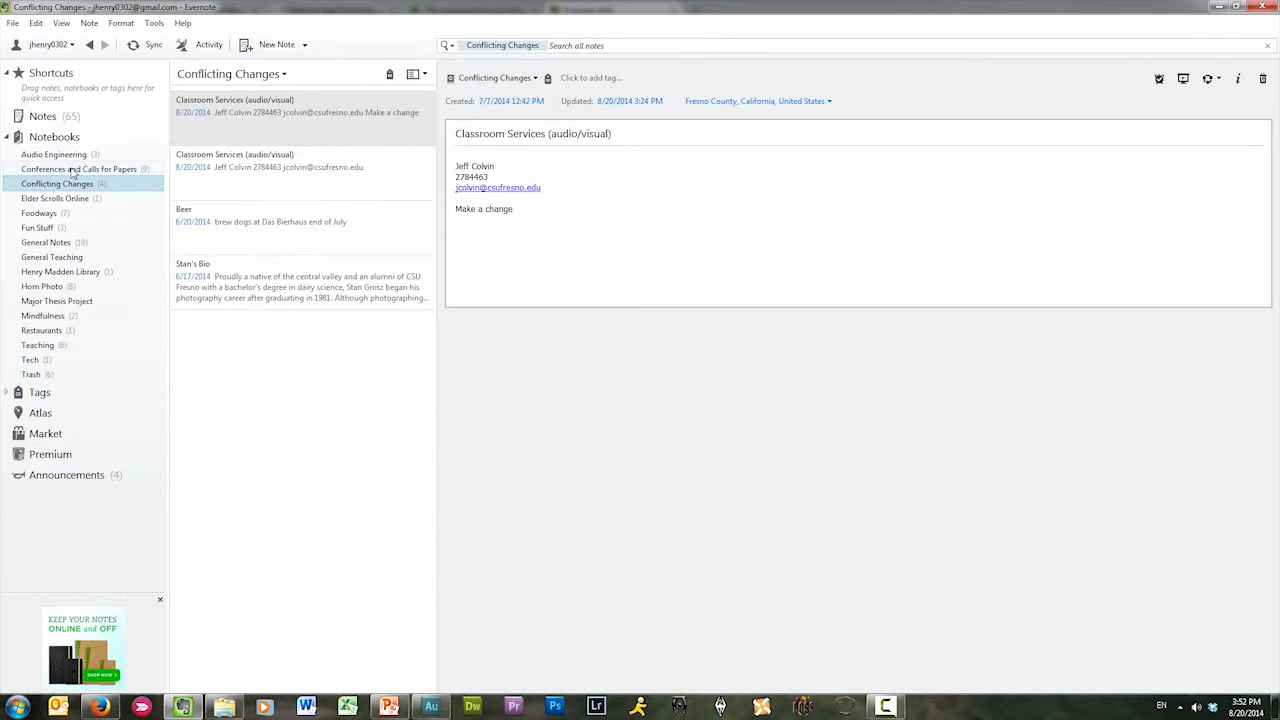 Conflicting Changes - jhenry0302@gmail.com - Evernote
File Edit View Note Format Tools Help
jhenry0302 Sync Activity New Note
Conflicting Changes Search all notes
Shortcuts
Drag notes, notebooks or tags here for
quick access
Notes (65)
Notebooks
Audio Engineering (3)
Conferences and Calls for Papers (9)
Conflicting Changes (4)
Elder Scrolls Online (1)
Foodways (7)
Fun Stuff (3)
General Notes (19)
General Teaching
Henry Madden Library (1)
Horn Photo (8)
Major Thesis Project
Mindfulness (2)
Restaurants (1)
Teaching (6)
Tech (1)
Trash (6)
Tags
Atlas
Market
Premium
Announcements (4)
KEEP YOUR NOTES
ONLINE and OFF
SHOP NOW
Conflicting Changes
Classroom Services (audio/visual)
8/20/2014 Jeff Colvin 2784463 jcolvin@csufresno.edu Make a change
Classroom Services (audio/visual)
8/20/2014 Jeff Colvin 2784463 jcolvin@csufresno.edu
Beer
6/20/2014 brew dogs at Das Bierhaus end of July
Stan's Bio
6/17/2014 Proudly a native of the central valley and an alumni of CSU
Fresno with a bachelor's degree in dairy science, Stan Grosz began his
photography career after graduating in 1981. Although photographing...
Conflicting Changes Click to add tag...
Created: 7/7/2014 12:42 PM Updated: 8/20/2014 3:24 PM Fresno County, California, United States
Classroom Services (audio/visual)
Jeff Colvin
2784463
jcolvin@csufresno.edu
Make a change
Au Dw Pr Ps Lr
EN 3:52 PM
8/20/2014